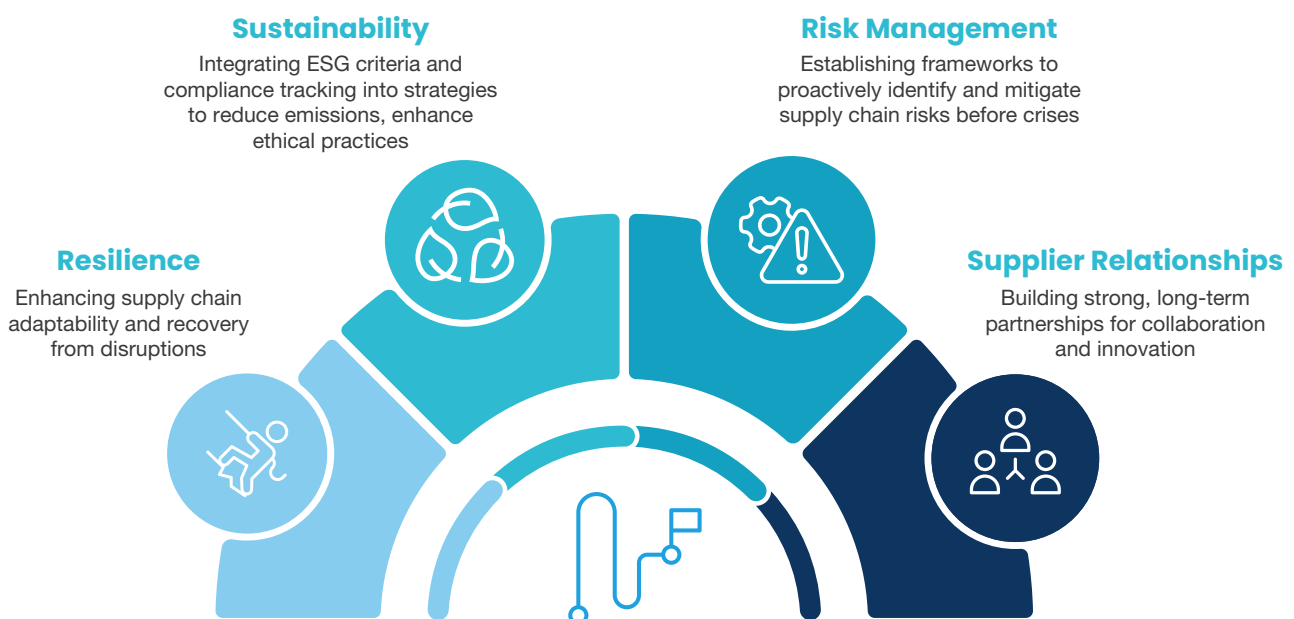 Sustainability
Integrating ESG criteria and
compliance tracking into strategies
to reduce emissions, enhance
ethical practices
Risk Management
Establishing frameworks to
proactively identify and mitigate
supply chain risks before crises
Resilience
Enhancing supply chain
adaptability and recovery
from disruptions
Supplier Relationships
Building strong, long-term
partnerships for collaboration
and innovation